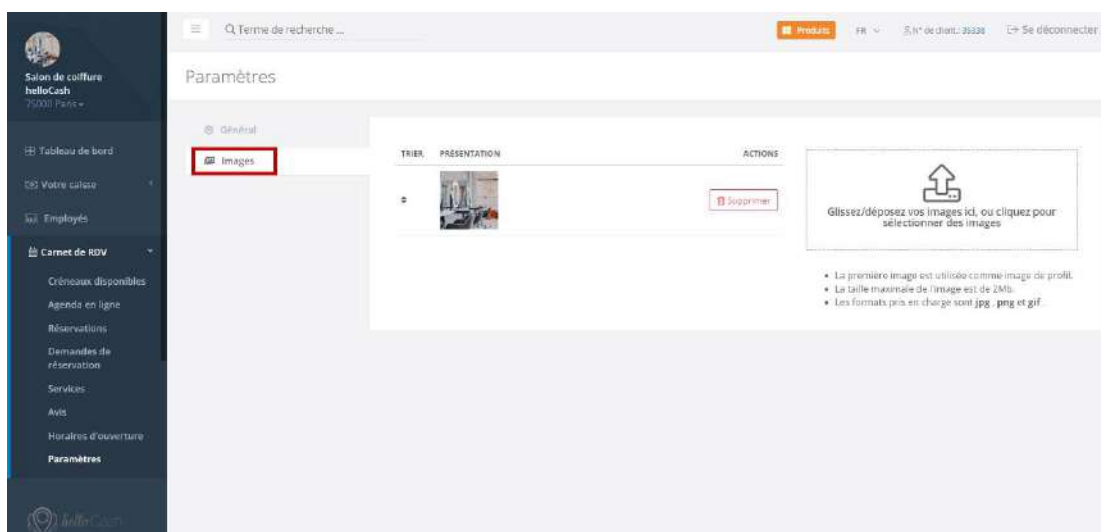 Terme de recherche ...
Produits
FR
N° de client.: 35338
Se déconnecter
Salon de coiffure
helloCash
75000 Paris
Paramètres
Tableau de bord
Votre caisse
Employés
Carnet de RDV
Créneaux disponibles
Agenda en ligne
Réservations
Demandes de
réservation
Services
Avis
Horaires d'ouverture
Paramètres
helloCash
Général
Images
TRIER PRÉSENTATION ACTIONS
Supprimer
Glissez/déposez vos images ici, ou cliquez pour
sélectionner des images
La première image est utilisée comme image de profil.
La taille maximale de l'image est de 2Mb.
Les formats pris en charge sont jpg , png et gif .